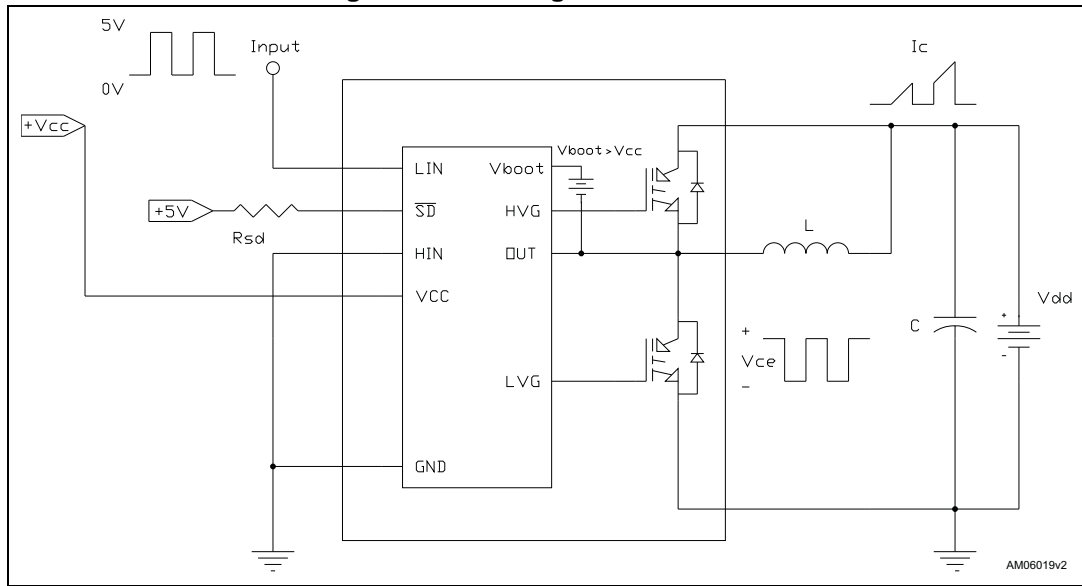 5V
0V
Input
Ic
+Vcc
Vboot>Vcc
LIN
Vboot
+5V
Rsd
SD
HVG
HIN
OUT
L
VCC
Vdd
+
Vce
-
C
+
-
LVG
GND
AM06019v2